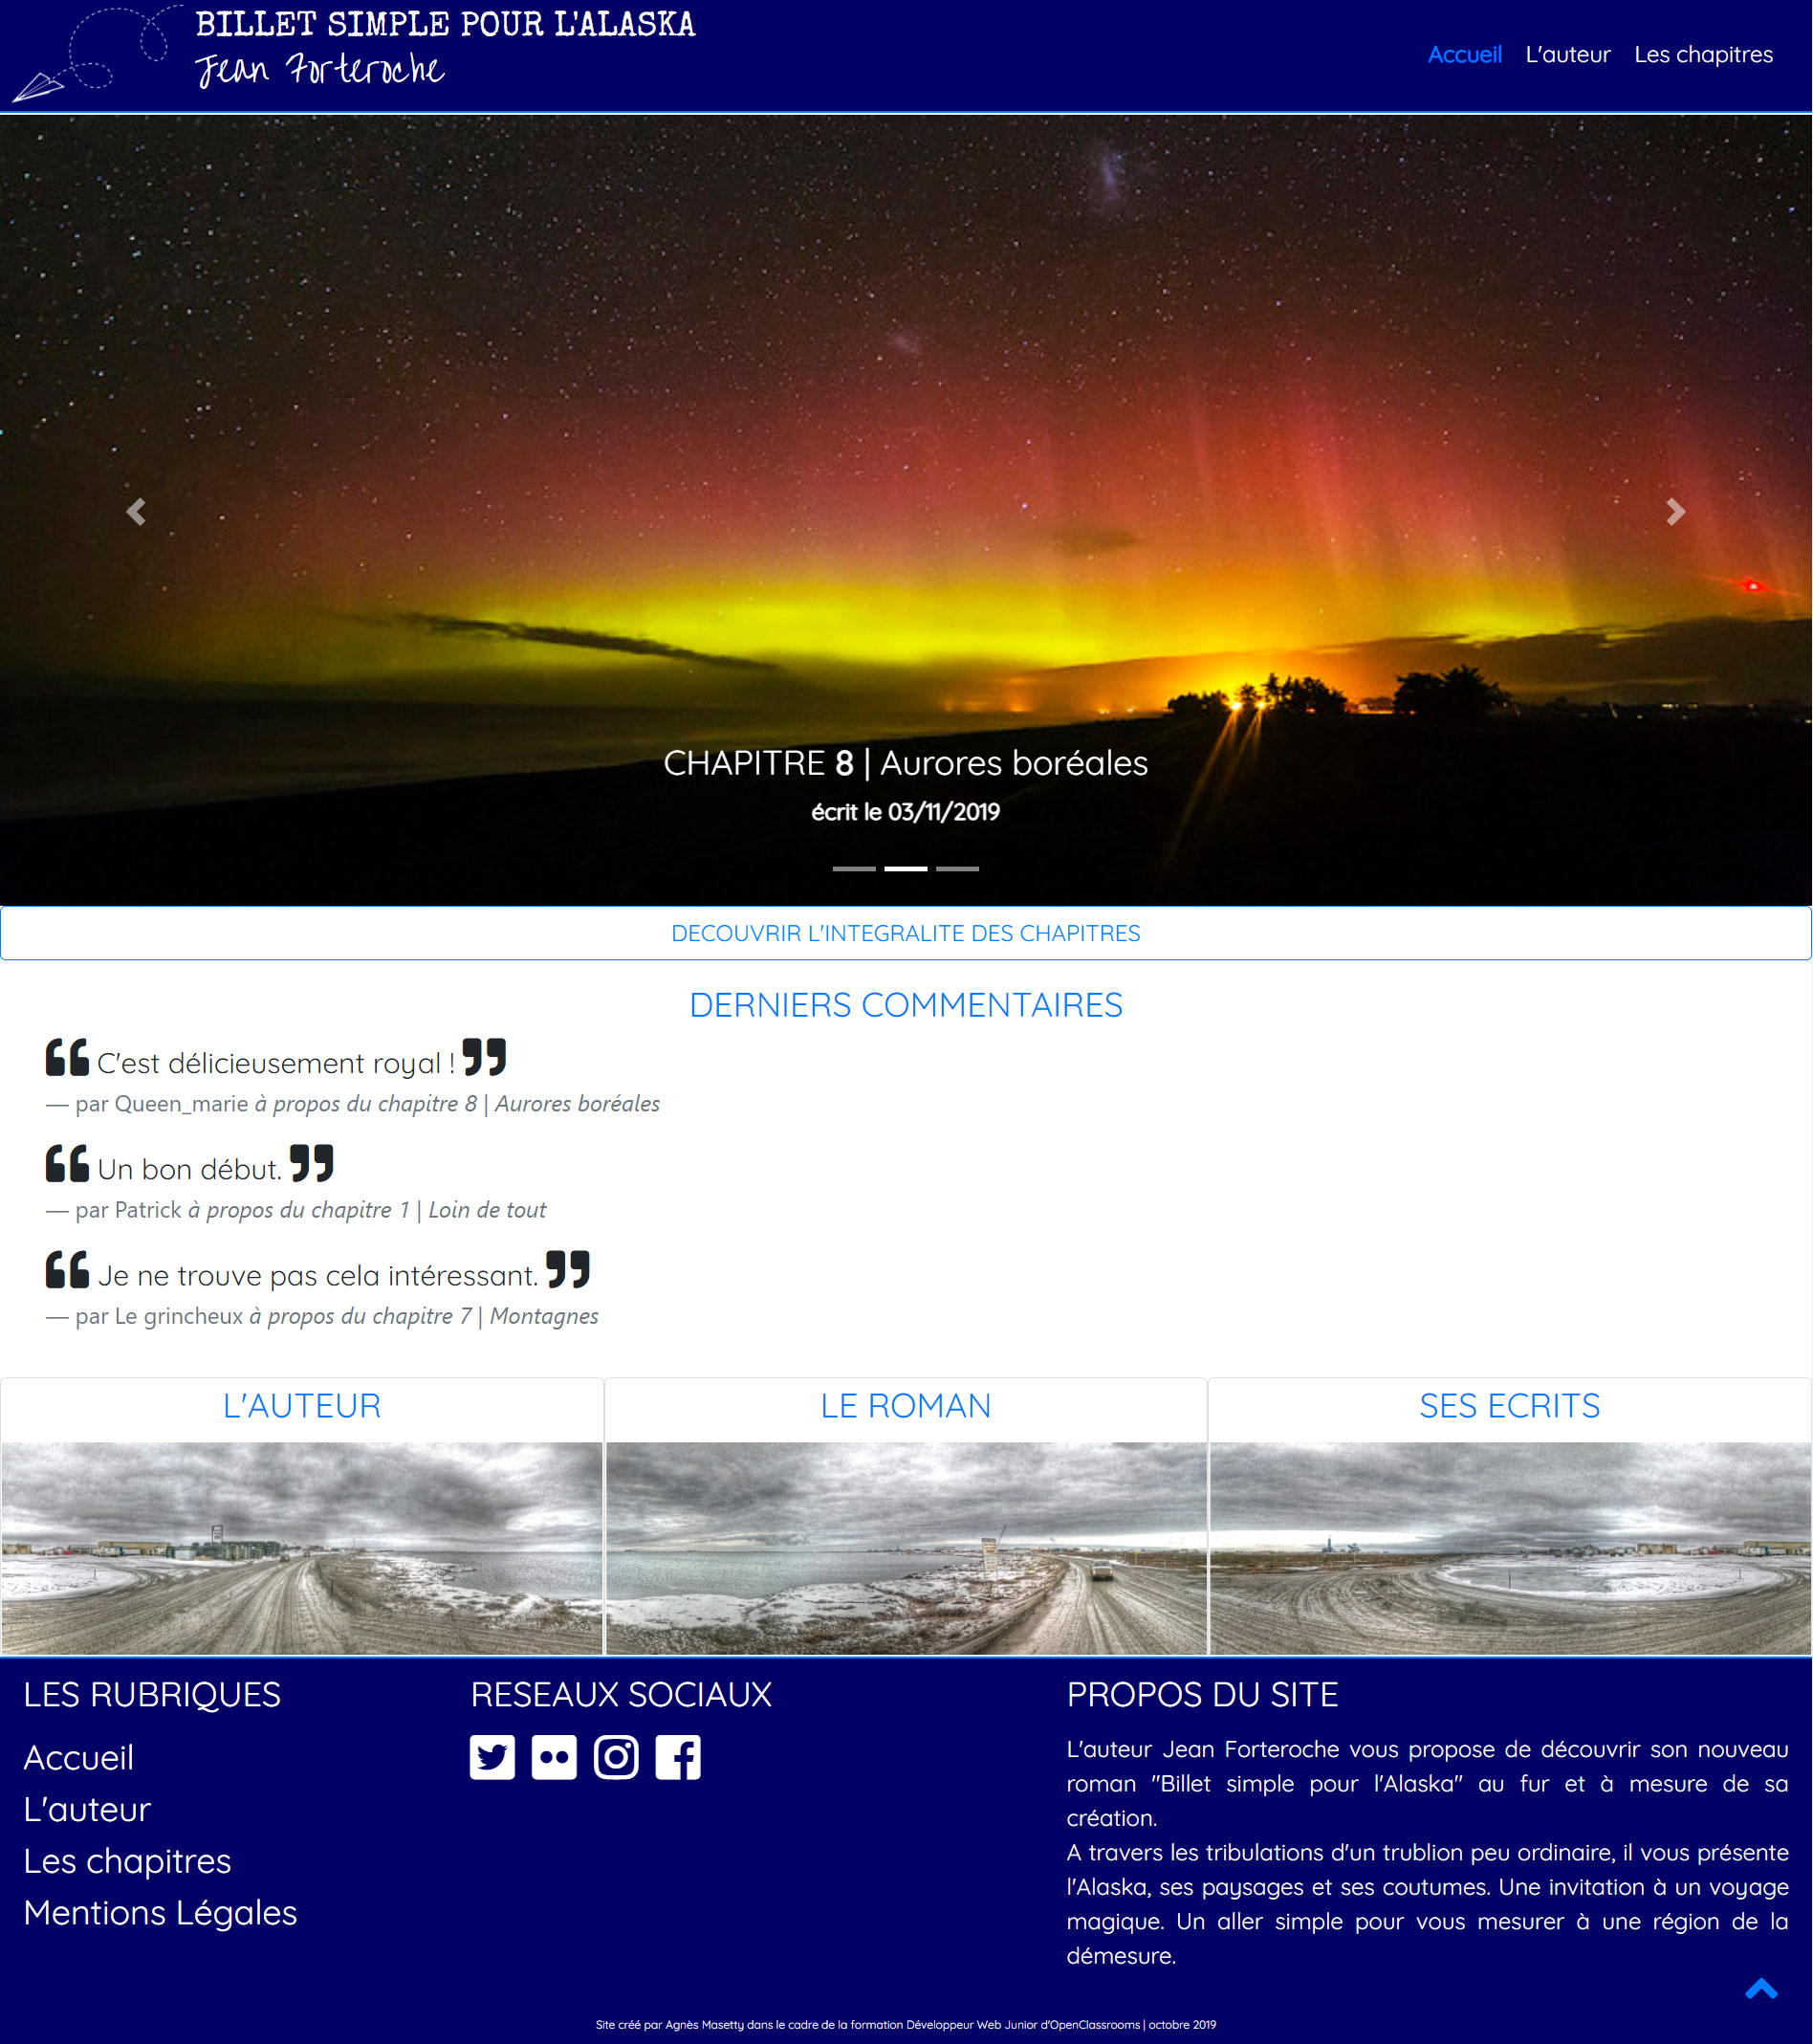 BILLET SIMPLE POUR L'ALASKA
Jean Forteroche
Accueil L'auteur Les chapitres
CHAPITRE 8 | Aurores boréales
écrit le 03/11/2019
DECOUVRIR L'INTEGRALITE DES CHAPITRES
DERNIERS COMMENTAIRES
❝ C'est délicieusement royal ! ❞
— par Queen_marie à propos du chapitre 8 | Aurores boréales
❝ Un bon début. ❞
— par Patrick à propos du chapitre 1 | Loin de tout
❝ Je ne trouve pas cela intéressant. ❞
— par Le grincheux à propos du chapitre 7 | Montagnes
L'AUTEUR
LE ROMAN
SES ECRITS
LES RUBRIQUES
Accueil
L'auteur
Les chapitres
Mentions Légales
RESEAUX SOCIAUX
PROPOS DU SITE
L'auteur Jean Forteroche vous propose de découvrir son nouveau
roman "Billet simple pour l'Alaska" au fur et à mesure de sa
création.
A travers les tribulations d'un trublion peu ordinaire, il vous présente
l'Alaska, ses paysages et ses coutumes. Une invitation à un voyage
magique. Un aller simple pour vous mesurer à une région de la
démesure.
Site créé par Agnès Masetty dans le cadre de la formation Développeur Web Junior d'OpenClassrooms | octobre 2019